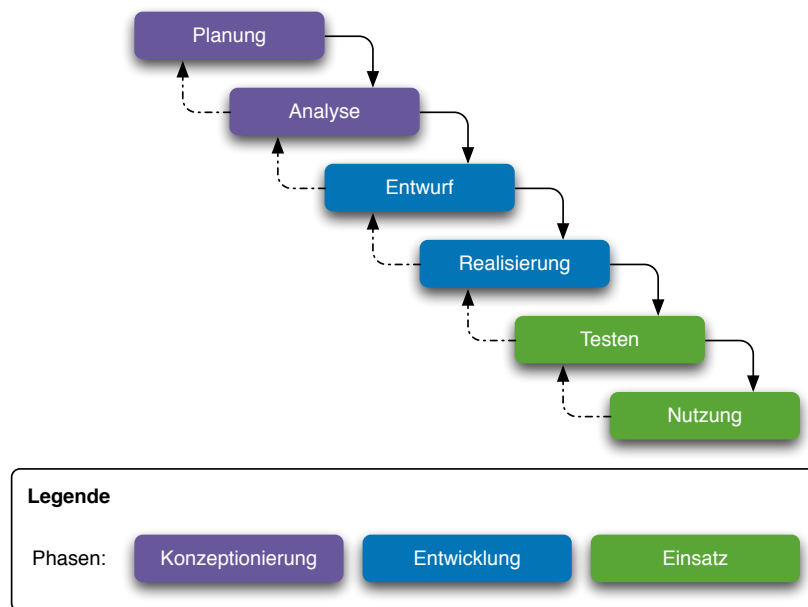 Planung
Analyse
Entwurf
Realisierung
Testen
Nutzung
Legende
Phasen: Konzeptionierung Entwicklung Einsatz